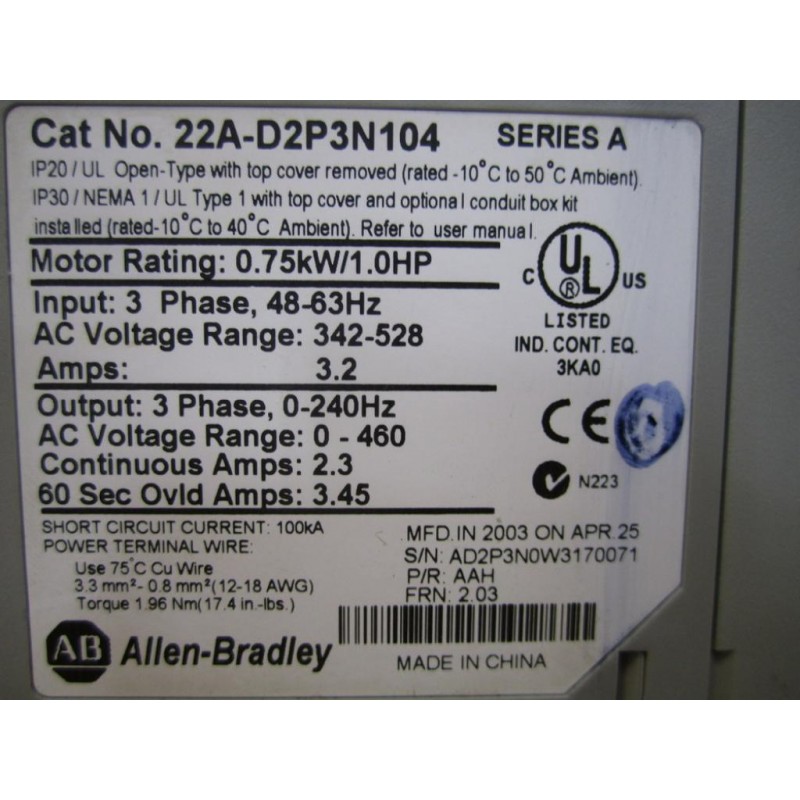 Cat No. 22A-D2P3N104 SERIES A
IP20 / UL Open-Type with top cover removed (rated -10°C to 50°C Ambient).
IP30 / NEMA 1 / UL Type 1 with top cover and optional conduit box kit
installed (rated-10°C to 40°C Ambient). Refer to user manual.
Motor Rating: 0.75kW/1.0HP
Input: 3 Phase, 48-63Hz
AC Voltage Range: 342-528
Amps: 3.2
C UL ® US
LISTED
IND. CONT. EQ.
3KA0
Output: 3 Phase, 0-240Hz
AC Voltage Range: 0 - 460
Continuous Amps: 2.3
60 Sec Ovld Amps: 3.45
CE
N223
SHORT CIRCUIT CURRENT: 100kA
POWER TERMINAL WIRE:
Use 75°C Cu Wire
3.3 mm²- 0.8 mm²(12-18 AWG)
Torque 1.96 Nm(17.4 in.-lbs.)
MFD.IN 2003 ON APR.25
S/N: AD2P3N0W3170071
P/R: AAH
FRN: 2.03
AB Allen-Bradley
MADE IN CHINA